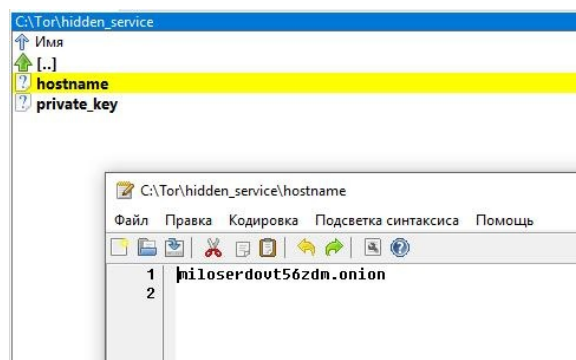 C:\Tor\hidden_service
Имя
[..]
hostname
private_key
C:\Tor\hidden_service\hostname
Файл Правка Кодировка Подсветка синтаксиса Помощь
1 miloserdovt56zdm.onion
2